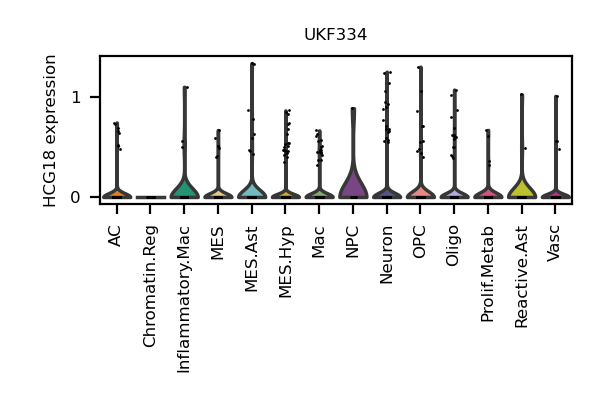 UKF334
HCG18 expression
1
0
AC
Chromatin.Reg
Inflammatory.Mac
MES
MES.Ast
MES.Hyp
Mac
NPC
Neuron
OPC
Oligo
Prolif.Metab
Reactive.Ast
Vasc